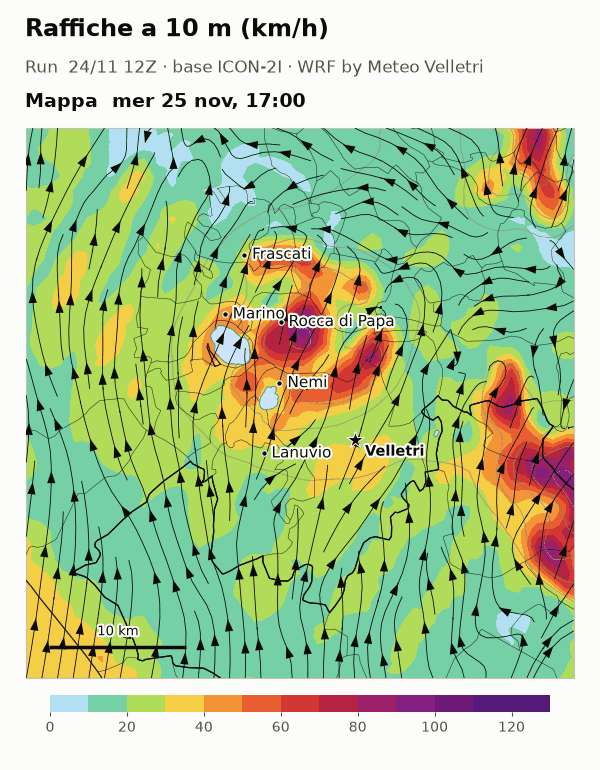 Raffiche a 10 m (km/h)
Run  24/11 12Z · base ICON-2I · WRF by Meteo Velletri
Mappa  mer 25 nov, 17:00
Frascati
Marino
Rocca di Papa
Nemi
Lanuvio
Velletri
10 km
0 20 40 60 80 100 120